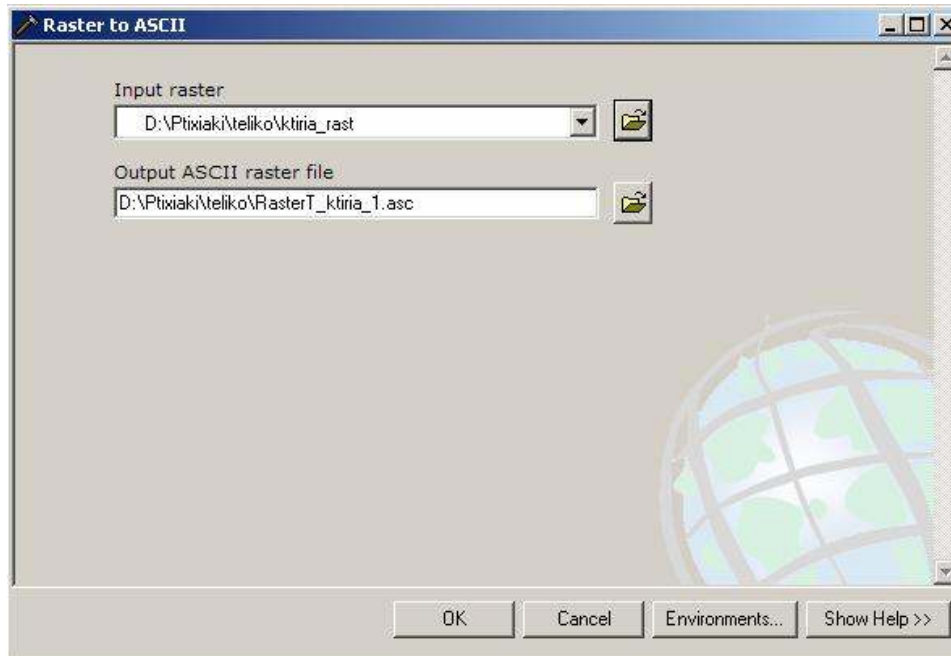 Raster to ASCII
Input raster
D:\Ptixiaki\teliko\ktiria_rast
Output ASCII raster file
D:\Ptixiaki\teliko\RasterT_ktiria_1.asc
OK Cancel Environments... Show Help >>